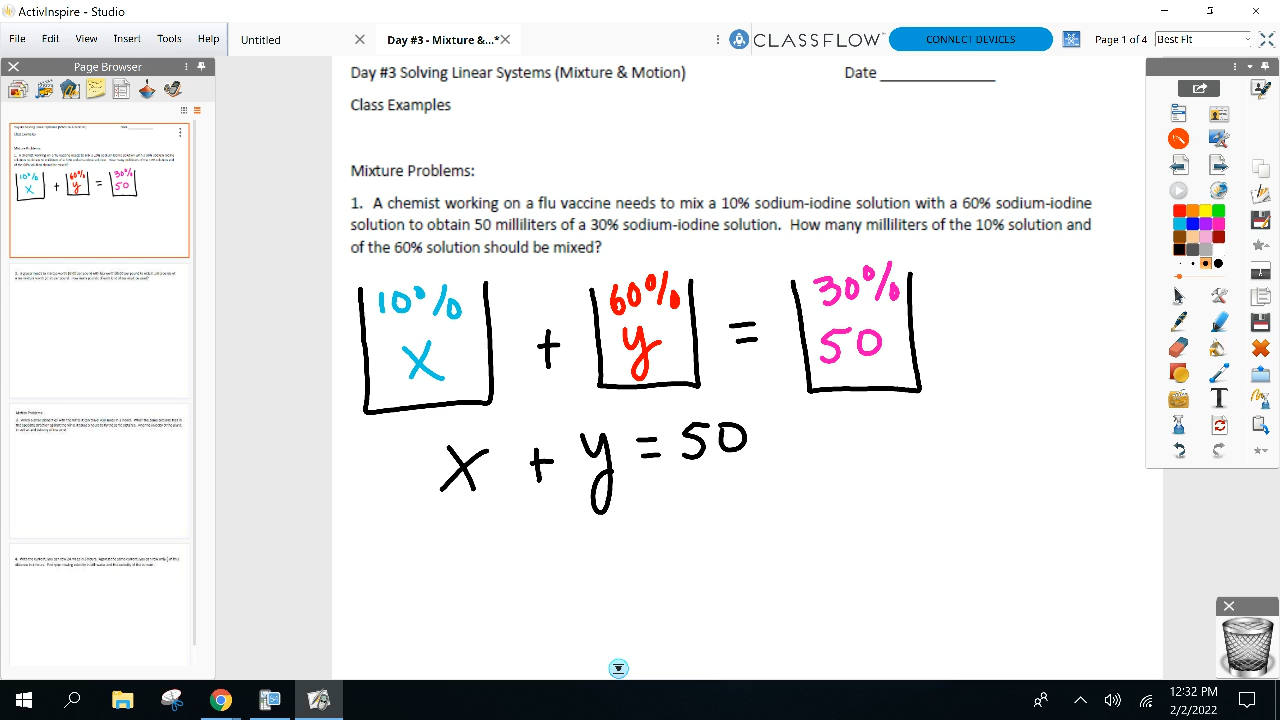 ActivInspire - Studio
File Edit View Insert Tools Help Untitled Day #3 - Mixture &...* CLASSFLOW CONNECT DEVICES Page 1 of 4 Best Fit
Page Browser
Day #3 Solving Linear Systems (Mixture & Motion) Date
Class Examples
Mixture Problems:
1. A chemist working on a flu vaccine needs to mix a 10% sodium-iodine solution with a 60% sodium-iodine
solution to obtain 50 milliliters of a 30% sodium-iodine solution. How many milliliters of the 10% solution and
of the 60% solution should be mixed?
10% 60% 30%
x + y = 50
x + y = 50
12:32 PM
2/2/2022